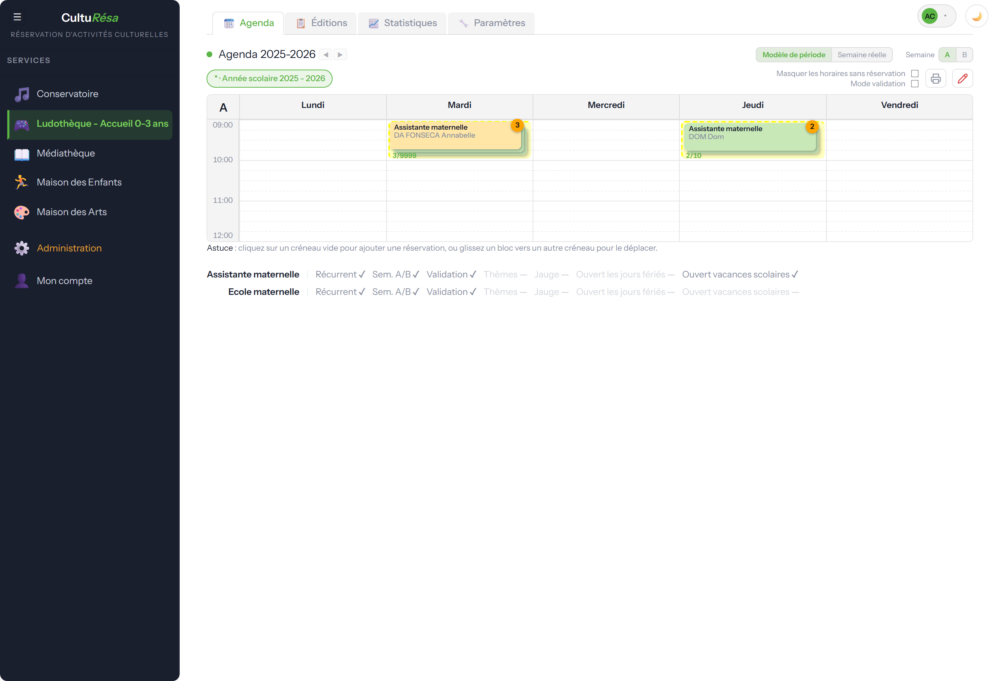 ☰ CultuRésa
RÉSERVATION D'ACTIVITÉS CULTURELLES
SERVICES
Conservatoire
Ludothèque - Accueil 0-3 ans
Médiathèque
Maison des Enfants
Maison des Arts
Administration
Mon compte
Agenda
Éditions
Statistiques
Paramètres
AC
Agenda 2025-2026
Modèle de période
Semaine réelle
Semaine
A
B
* · Année scolaire 2025 - 2026
Masquer les horaires sans réservation
Mode validation
A
Lundi
Mardi
Mercredi
Jeudi
Vendredi
09:00
10:00
11:00
12:00
Assistante maternelle
DA FONSECA Annabelle
3
3/9999
Assistante maternelle
DOM Dom
2
2/10
Astuce : cliquez sur un créneau vide pour ajouter une réservation, ou glissez un bloc vers un autre créneau pour le déplacer.
Assistante maternelle Récurrent ✓ Sem. A/B ✓ Validation ✓ Thèmes — Jauge — Ouvert les jours fériés — Ouvert vacances scolaires ✓
Ecole maternelle Récurrent ✓ Sem. A/B ✓ Validation ✓ Thèmes — Jauge — Ouvert les jours fériés — Ouvert vacances scolaires —